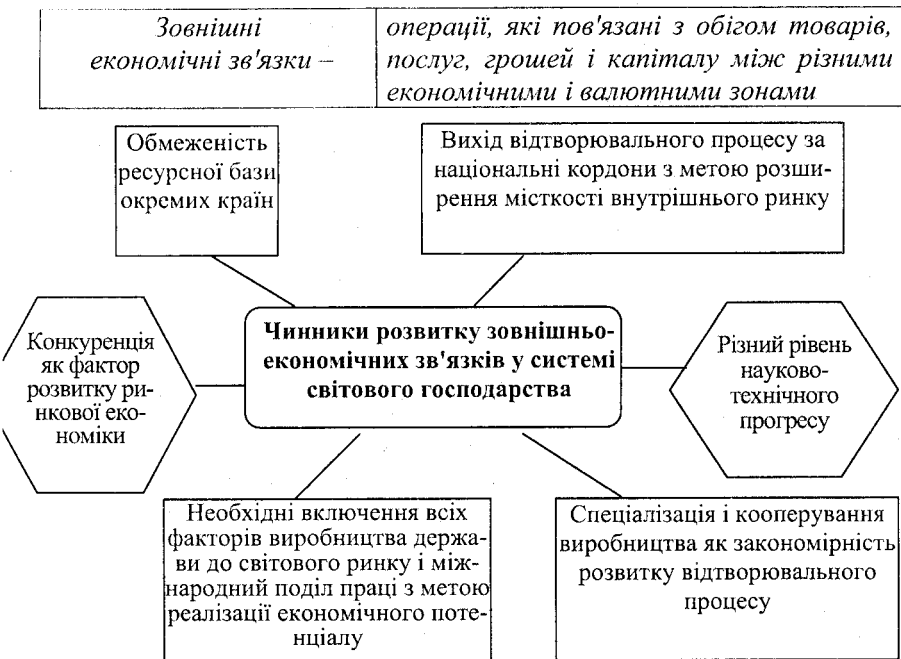 Зовнішні
економічні зв'язки –
операції, які пов'язані з обігом товарів,
послуг, грошей і капіталу між різними
економічними і валютними зонами
Обмеженість
ресурсної бази
окремих країн
Вихід відтворювального процесу за
національні кордони з метою розши-
рення місткості внутрішнього ринку
Конкуренція
як фактор
розвитку ри-
нкової еко-
номіки
Чинники розвитку зовнішньо-
економічних зв'язків у системі
світового господарства
Різний рівень
науково-
технічного
прогресу
Необхідні включення всіх
факторів виробництва держа-
ви до світового ринку і між-
народний поділ праці з метою
реалізації економічного поте-
нціалу
Спеціалізація і кооперування
виробництва як закономірність
розвитку відтворювального
процесу